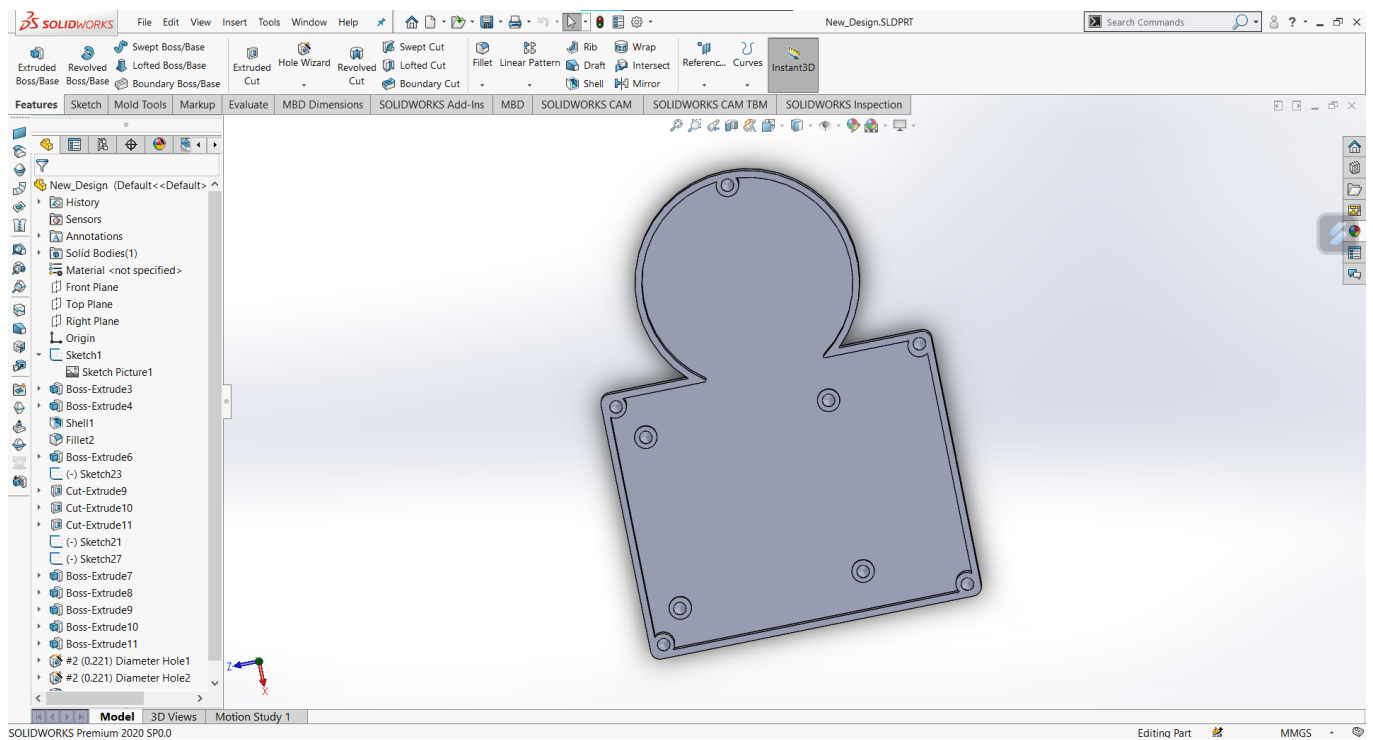 SOLIDWORKS File Edit View Insert Tools Window Help New_Design.SLDPRT Search Commands ?
Extruded Boss/Base Revolved Boss/Base Swept Boss/Base Lofted Boss/Base Boundary Boss/Base Extruded Cut Hole Wizard Revolved Cut Swept Cut Lofted Cut Boundary Cut Fillet Linear Pattern Rib Draft Shell Wrap Intersect Mirror Referenc... Curves Instant3D
Features Sketch Mold Tools Markup Evaluate MBD Dimensions SOLIDWORKS Add-Ins MBD SOLIDWORKS CAM SOLIDWORKS CAM TBM SOLIDWORKS Inspection
New_Design (Default<<Default>
History
Sensors
Annotations
Solid Bodies(1)
Material <not specified>
Front Plane
Top Plane
Right Plane
Origin
Sketch1
Sketch Picture1
Boss-Extrude3
Boss-Extrude4
Shell1
Fillet2
Boss-Extrude6
(-) Sketch23
Cut-Extrude9
Cut-Extrude10
Cut-Extrude11
(-) Sketch21
(-) Sketch27
Boss-Extrude7
Boss-Extrude8
Boss-Extrude9
Boss-Extrude10
Boss-Extrude11
#2 (0.221) Diameter Hole1
#2 (0.221) Diameter Hole2
Z
X
Model 3D Views Motion Study 1
SOLIDWORKS Premium 2020 SP0.0 Editing Part MMGS